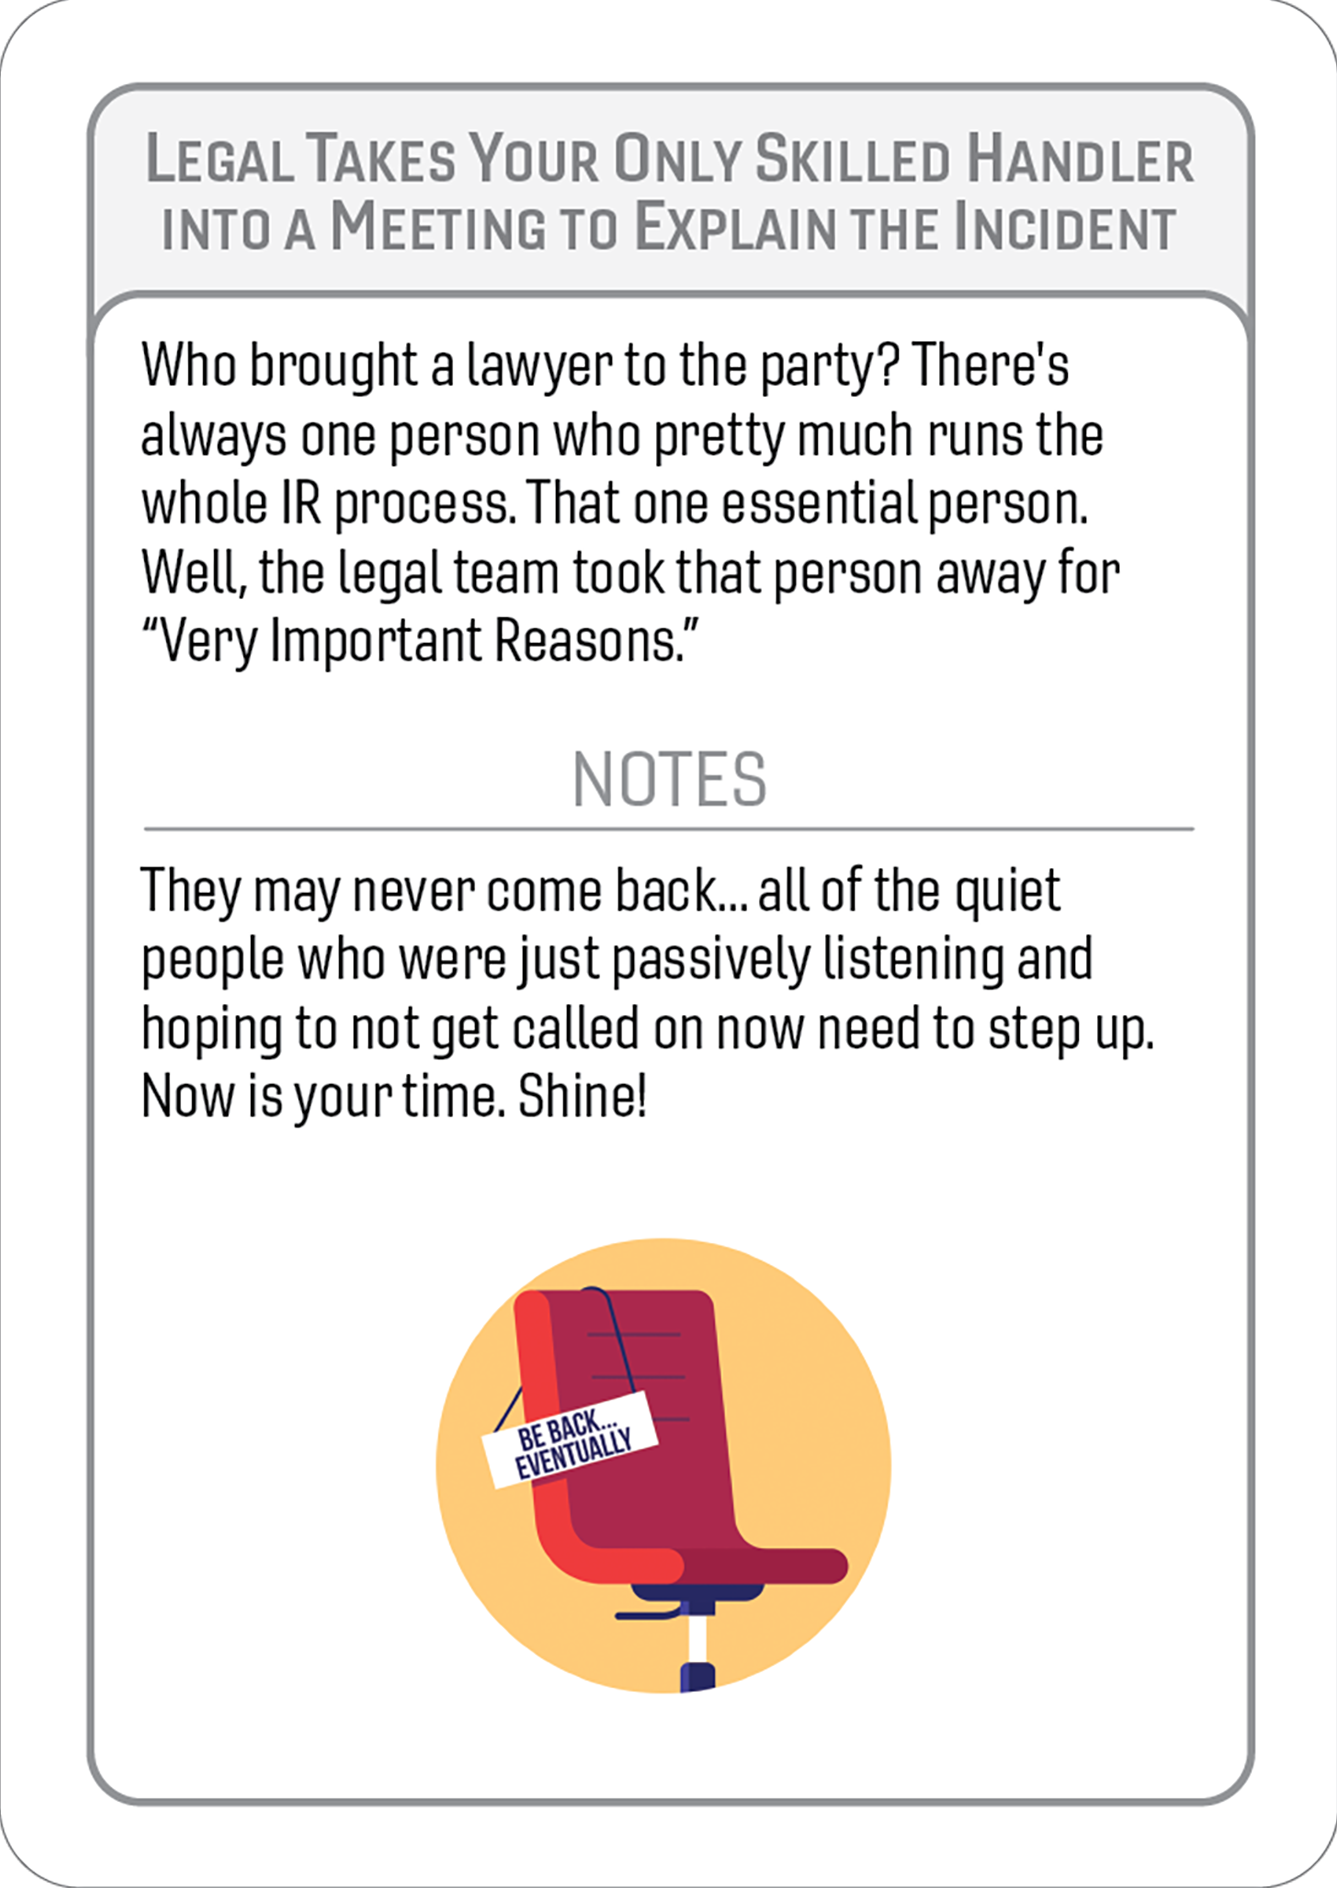 Legal Takes Your Only Skilled Handler
into a Meeting to Explain the Incident
Who brought a lawyer to the party? There's
always one person who pretty much runs the
whole IR process. That one essential person.
Well, the legal team took that person away for
“Very Important Reasons.”
NOTES
They may never come back... all of the quiet
people who were just passively listening and
hoping to not get called on now need to step up.
Now is your time. Shine!
BE BACK...
EVENTUALLY